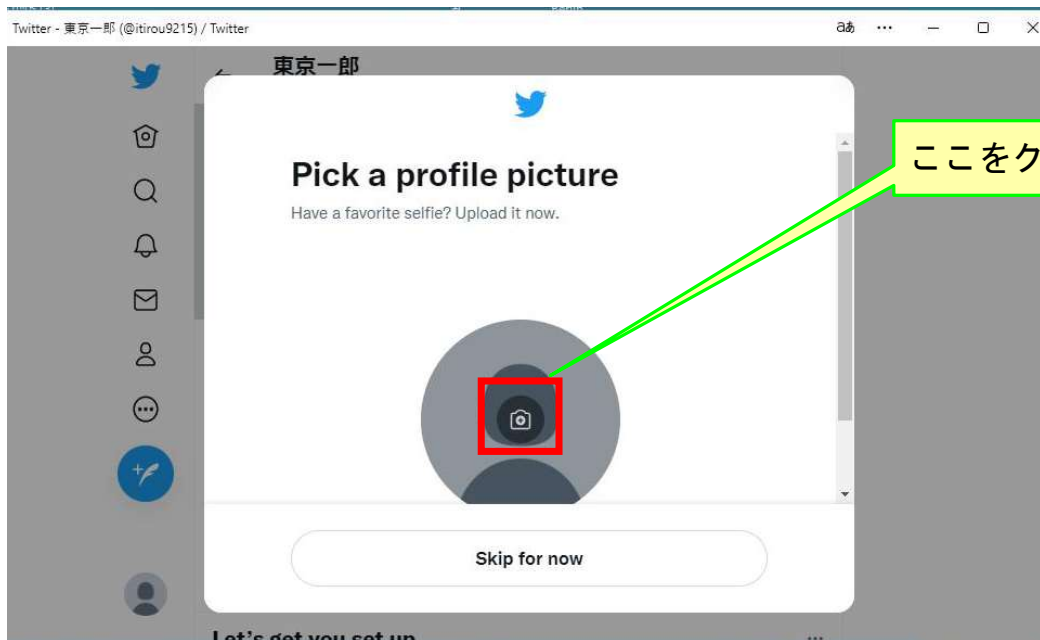 Twitter - 東京一郎 (@itirou9215) / Twitter
aあ
東京一郎
Pick a profile picture
Have a favorite selfie? Upload it now.
ここをク
Skip for now
Let's get you set up